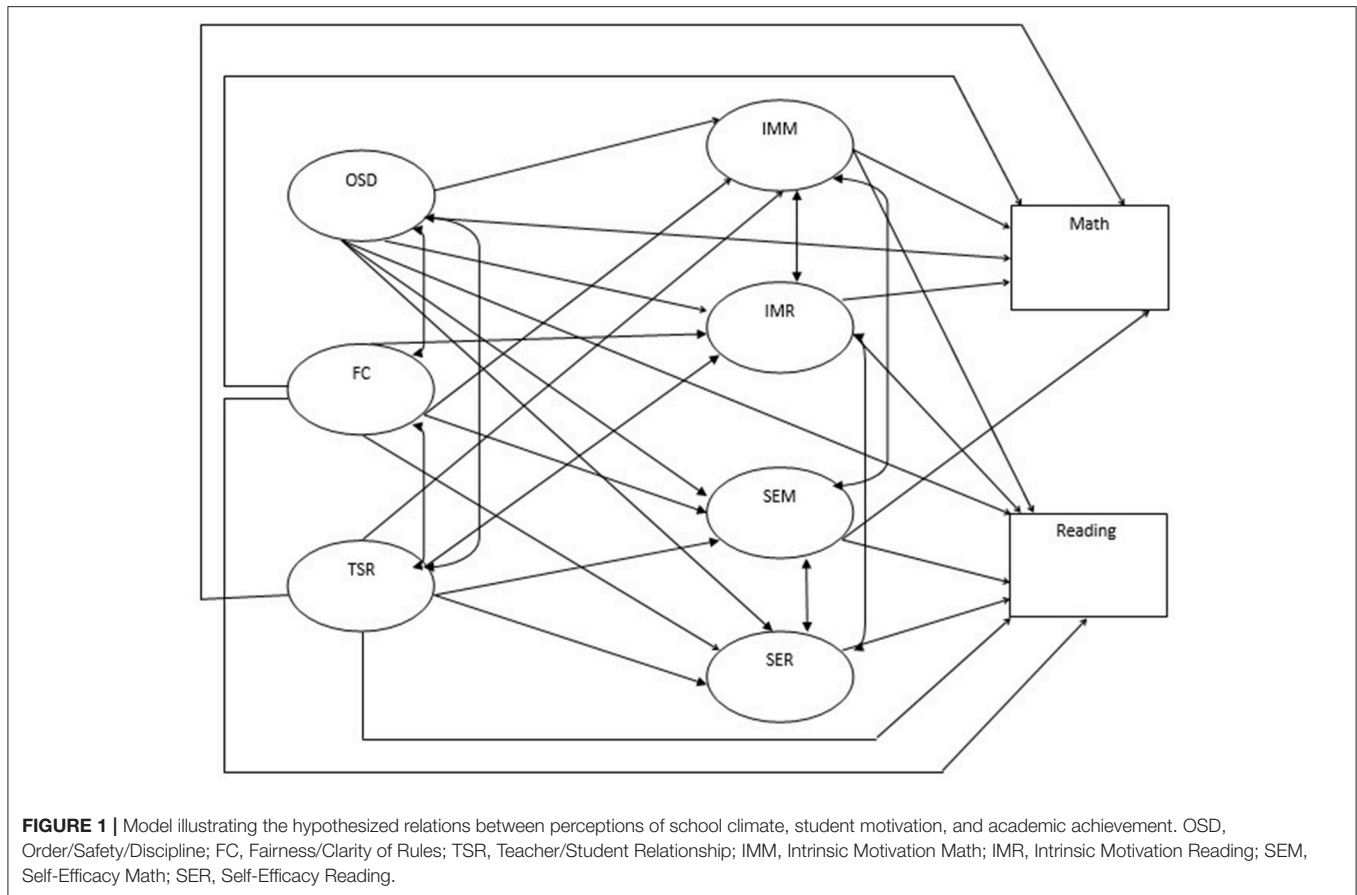 IMM
OSD
Math
IMR
FC
SEM
Reading
TSR
SER
FIGURE 1 | Model illustrating the hypothesized relations between perceptions of school climate, student motivation, and academic achievement. OSD,
Order/Safety/Discipline; FC, Fairness/Clarity of Rules; TSR, Teacher/Student Relationship; IMM, Intrinsic Motivation Math; IMR, Intrinsic Motivation Reading; SEM,
Self-Efficacy Math; SER, Self-Efficacy Reading.